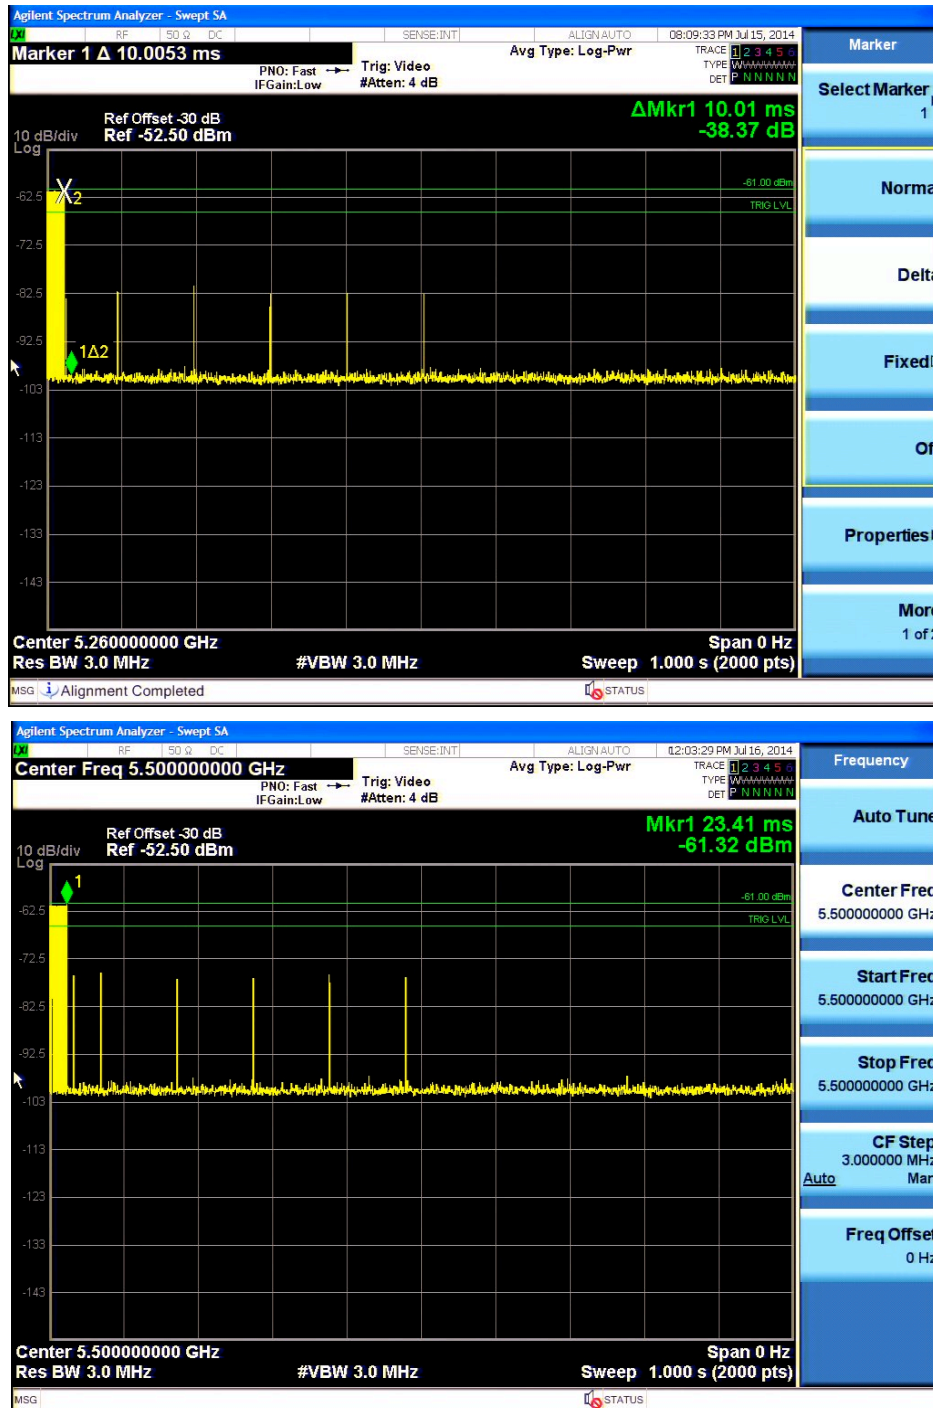 Agilent Spectrum Analyzer - Swept SA
LXI RF 50 Ω DC SENSE:INT ALIGN AUTO 08:09:33 PM Jul 15, 2014
Marker 1 Δ 10.0053 ms
Avg Type: Log-Pwr
TRACE 1 2 3 4 5 6
TYPE WWWWWW
DET P N N N N N
PNO: Fast
IFGain:Low
Trig: Video
#Atten: 4 dB
Marker
Select Marker
1
Norma
Delta
Fixed
Of
Properties
More
1 of 2
ΔMkr1 10.01 ms
-38.37 dB
Ref Offset -30 dB
10 dB/div Ref -52.50 dBm
Log
-61.00 dBm
TRIG LVL
X2
1Δ2
-62.5
-72.5
-82.5
-92.5
-103
-113
-123
-133
-143
Center 5.260000000 GHz Span 0 Hz
Res BW 3.0 MHz #VBW 3.0 MHz Sweep 1.000 s (2000 pts)
MSG Alignment Completed STATUS
Agilent Spectrum Analyzer - Swept SA
LXI RF 50 Ω DC SENSE:INT ALIGN AUTO 12:03:29 PM Jul 16, 2014
Center Freq 5.500000000 GHz
Avg Type: Log-Pwr
TRACE 1 2 3 4 5 6
TYPE WWWWWW
DET P N N N N N
PNO: Fast
IFGain:Low
Trig: Video
#Atten: 4 dB
Frequency
Auto Tune
Center Freq
5.500000000 GHz
Start Freq
5.500000000 GHz
Stop Freq
5.500000000 GHz
CF Step
3.000000 MHz
Auto Man
Freq Offset
0 Hz
Mkr1 23.41 ms
-61.32 dBm
Ref Offset -30 dB
10 dB/div Ref -52.50 dBm
Log
1
-61.00 dBm
TRIG LVL
-62.5
-72.5
-82.5
-92.5
-103
-113
-123
-133
-143
Center 5.500000000 GHz Span 0 Hz
Res BW 3.0 MHz #VBW 3.0 MHz Sweep 1.000 s (2000 pts)
MSG STATUS